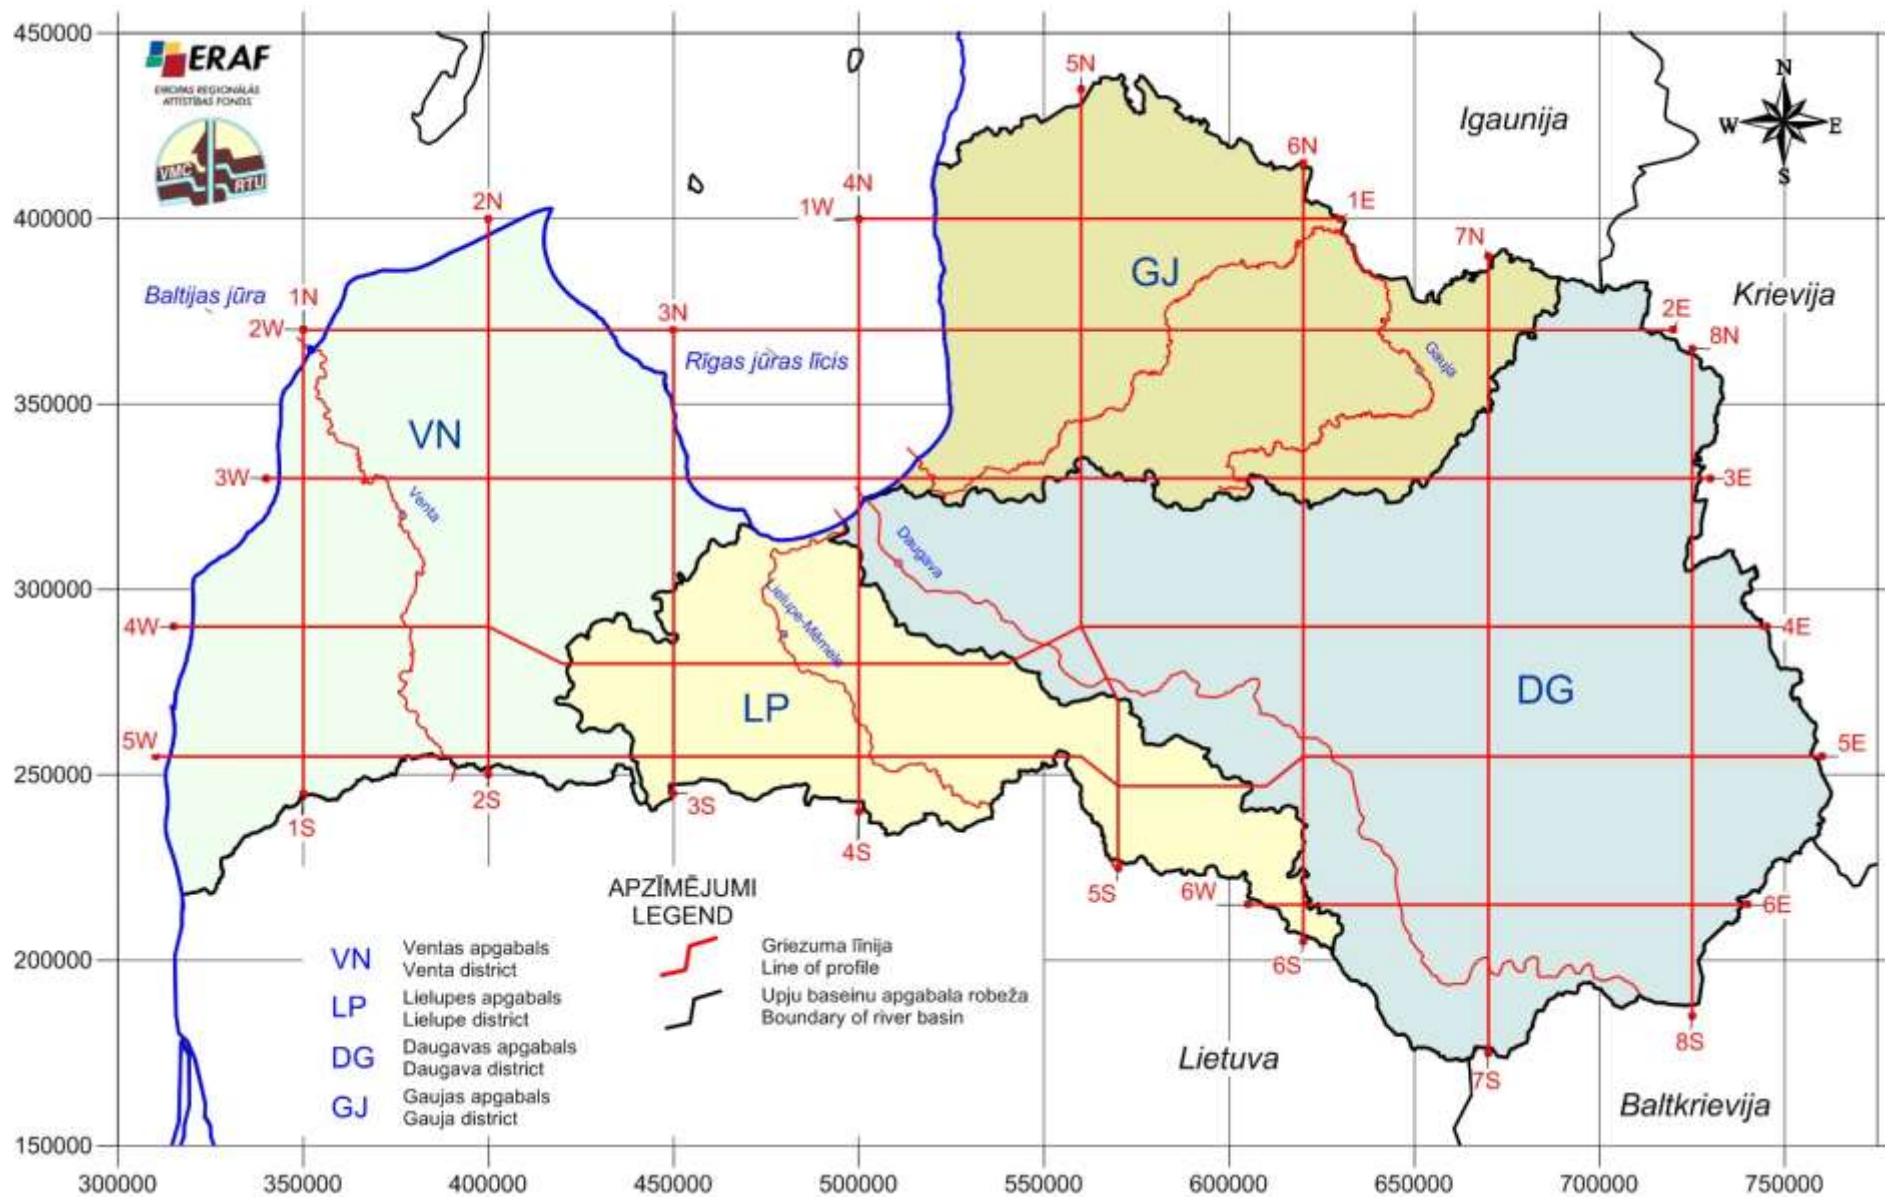 450000
ERAF
EIROPAS REGIONĀLĀS
ATTĪSTĪBAS FONDS
VMC
RTU
5N
Igaunija
N
W
E
S
6N
4N
2N
400000
1W
1E
7N
GJ
Baltijas jūra
1N
Krievija
2W
3N
2E
8N
Rīgas jūras līcis
Gauja
350000
VN
3W
3E
Venta
Daugava
300000
Lielupe-Mēmele
4W
4E
DG
LP
5W
5E
250000
1S
2S
3S
4S
5S
6W
6E
APZĪMĒJUMI
LEGEND
VN
Ventas apgabals
Venta district
Griezuma līnija
Line of profile
200000
6S
LP
Lielupes apgabals
Lielupe district
Upju baseinu apgabala robeža
Boundary of river basin
8S
DG
Daugavas apgabals
Daugava district
Lietuva
7S
GJ
Gaujas apgabals
Gauja district
Baltkrievija
150000
300000 350000 400000 450000 500000 550000 600000 650000 700000 750000